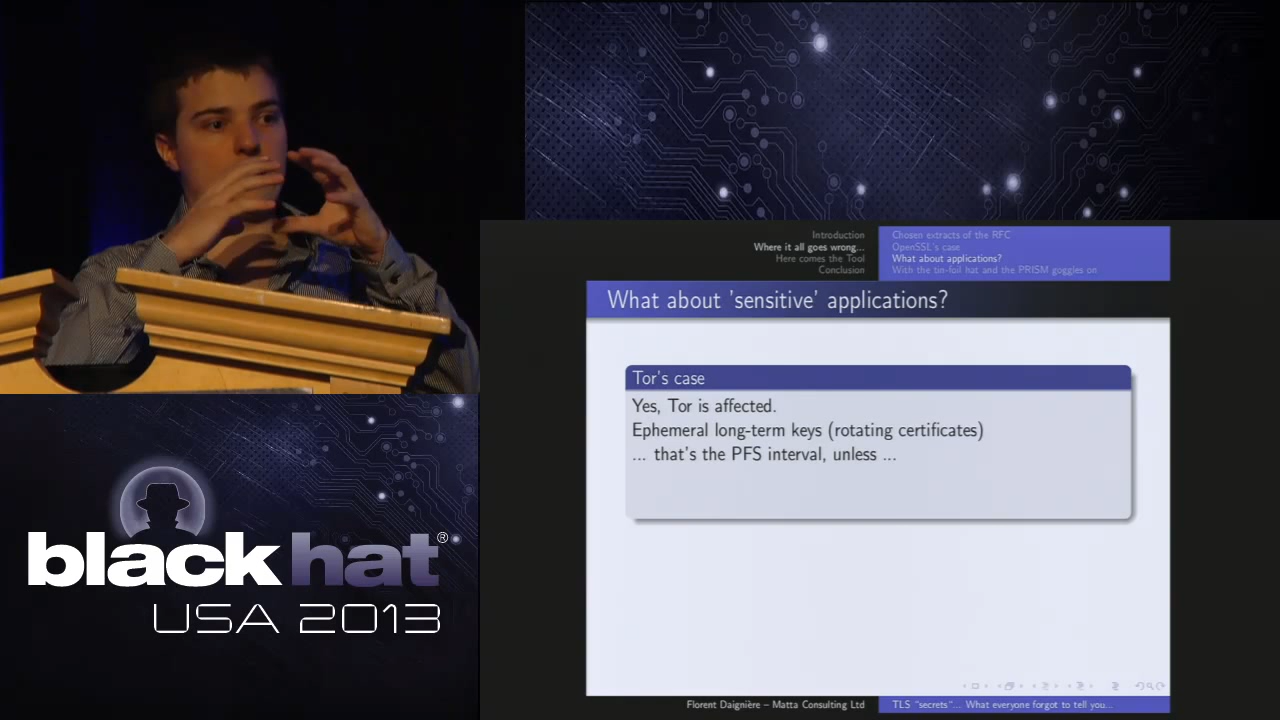 Introduction
Where it all goes wrong...
Here comes the Tool
Conclusion
Chosen extracts of the RFC
OpenSSL's case
What about applications?
With the tin-foil hat and the PRISM goggles on
What about 'sensitive' applications?
Tor's case
Yes, Tor is affected.
Ephemeral long-term keys (rotating certificates)
... that's the PFS interval, unless ...
Florent Daignière – Matta Consulting Ltd
TLS "secrets"... What everyone forgot to tell you...
blackhat®
USA 2013